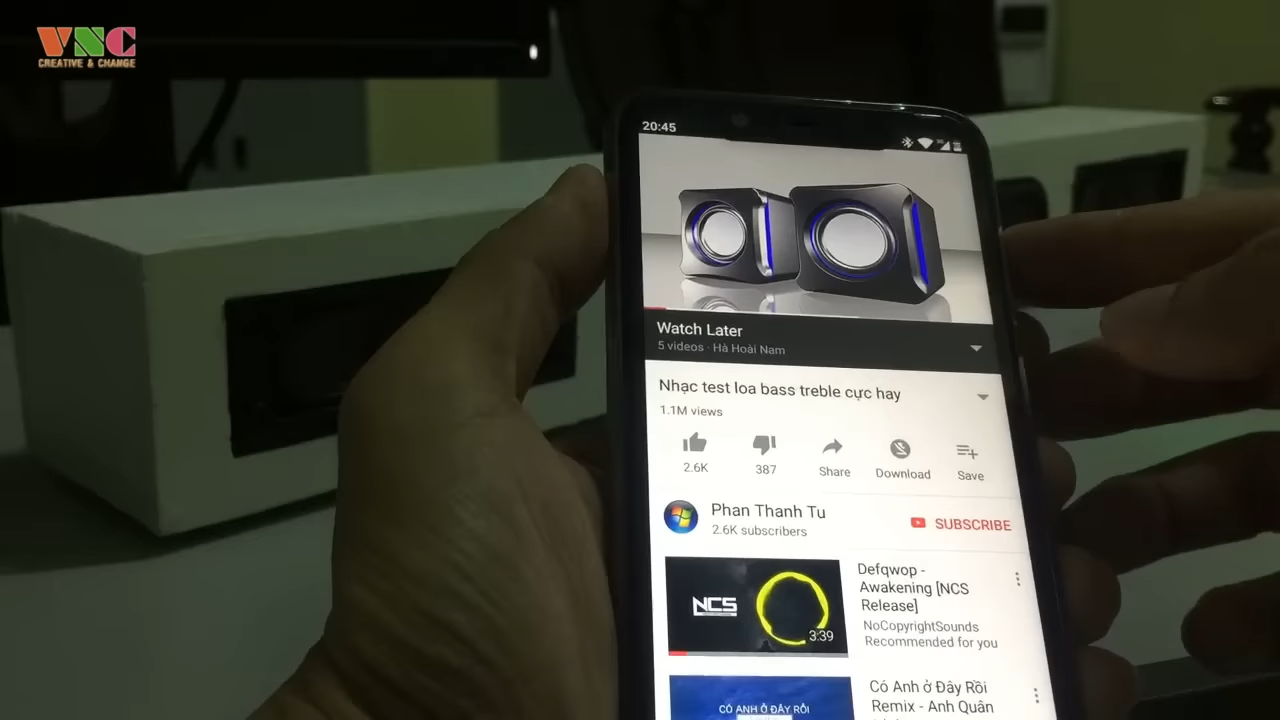 VNC
CREATIVE & CHANGE
20:45
Watch Later
5 videos · Hà Hoài Nam
Nhạc test loa bass treble cực hay
1.1M views
2.6K
387
Share
Download
Save
Phan Thanh Tu
2.6K subscribers
SUBSCRIBE
NCS
3:39
Defqwop -
Awakening [NCS
Release]
NoCopyrightSounds
Recommended for you
CÓ ANH Ở ĐÂY RỒI
Có Anh ở Đây Rồi
Remix - Anh Quân